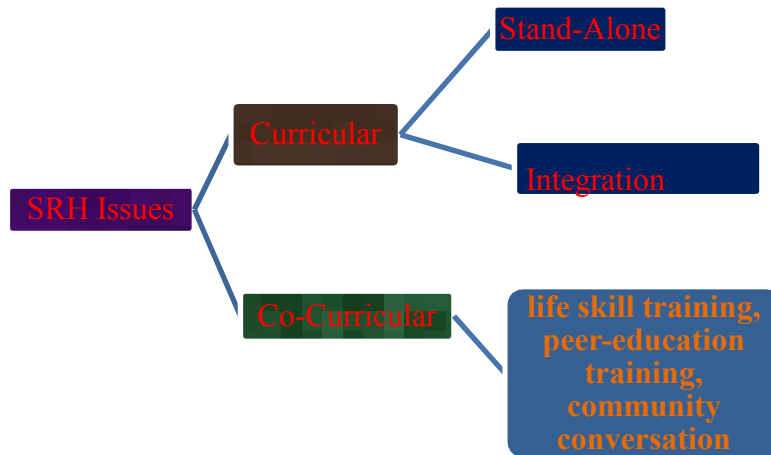 Stand-Alone
Curricular
Integration
SRH Issues
Co-Curricular
life skill training,
peer-education
training,
community
conversation